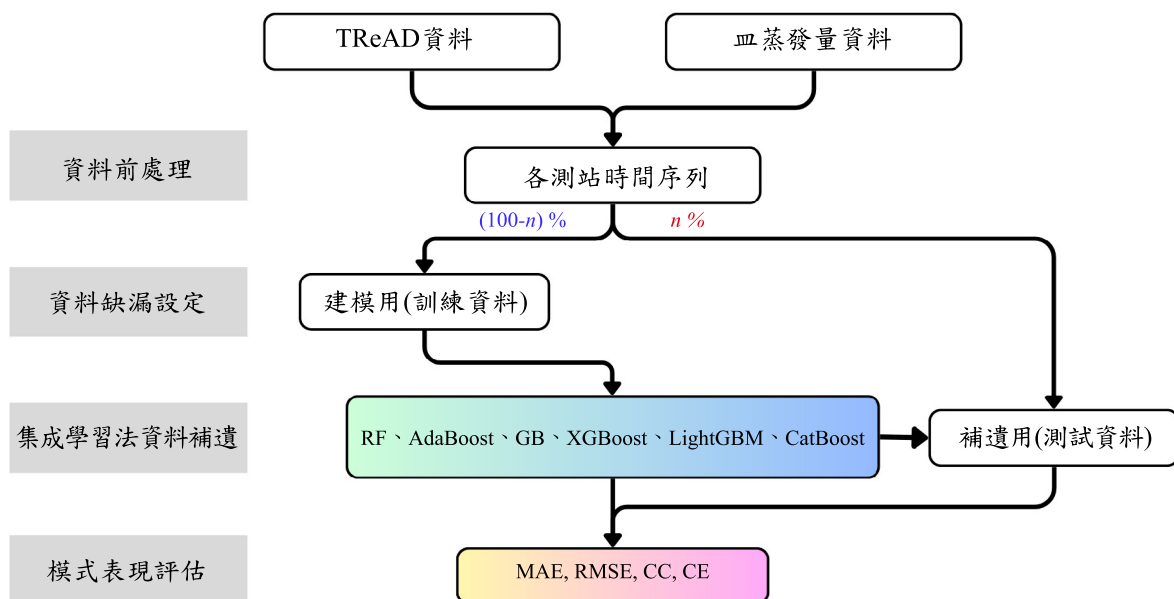 TReAD資料
皿蒸發量資料
資料前處理
各測站時間序列
(100-n) %
n %
資料缺漏設定
建模用(訓練資料)
集成學習法資料補遺
RF、AdaBoost、GB、XGBoost、LightGBM、CatBoost
補遺用(測試資料)
模式表現評估
MAE, RMSE, CC, CE